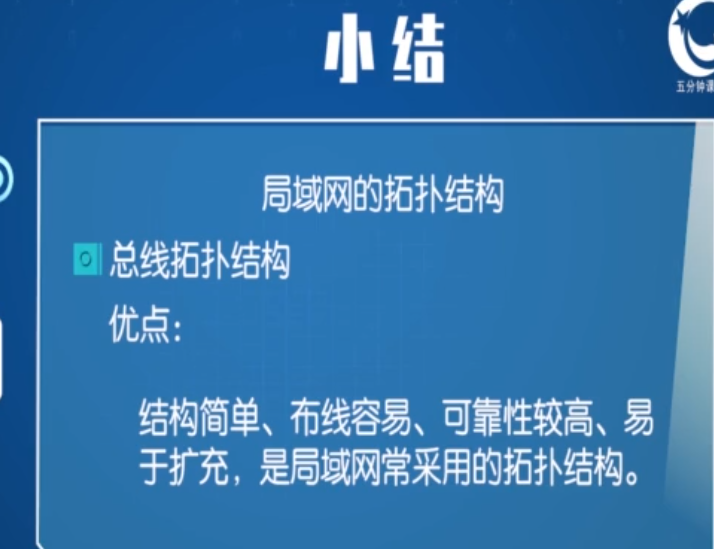 小结
五分钟课
局域网的拓扑结构
总线拓扑结构
优点：
结构简单、布线容易、可靠性较高、易
于扩充，是局域网常采用的拓扑结构。